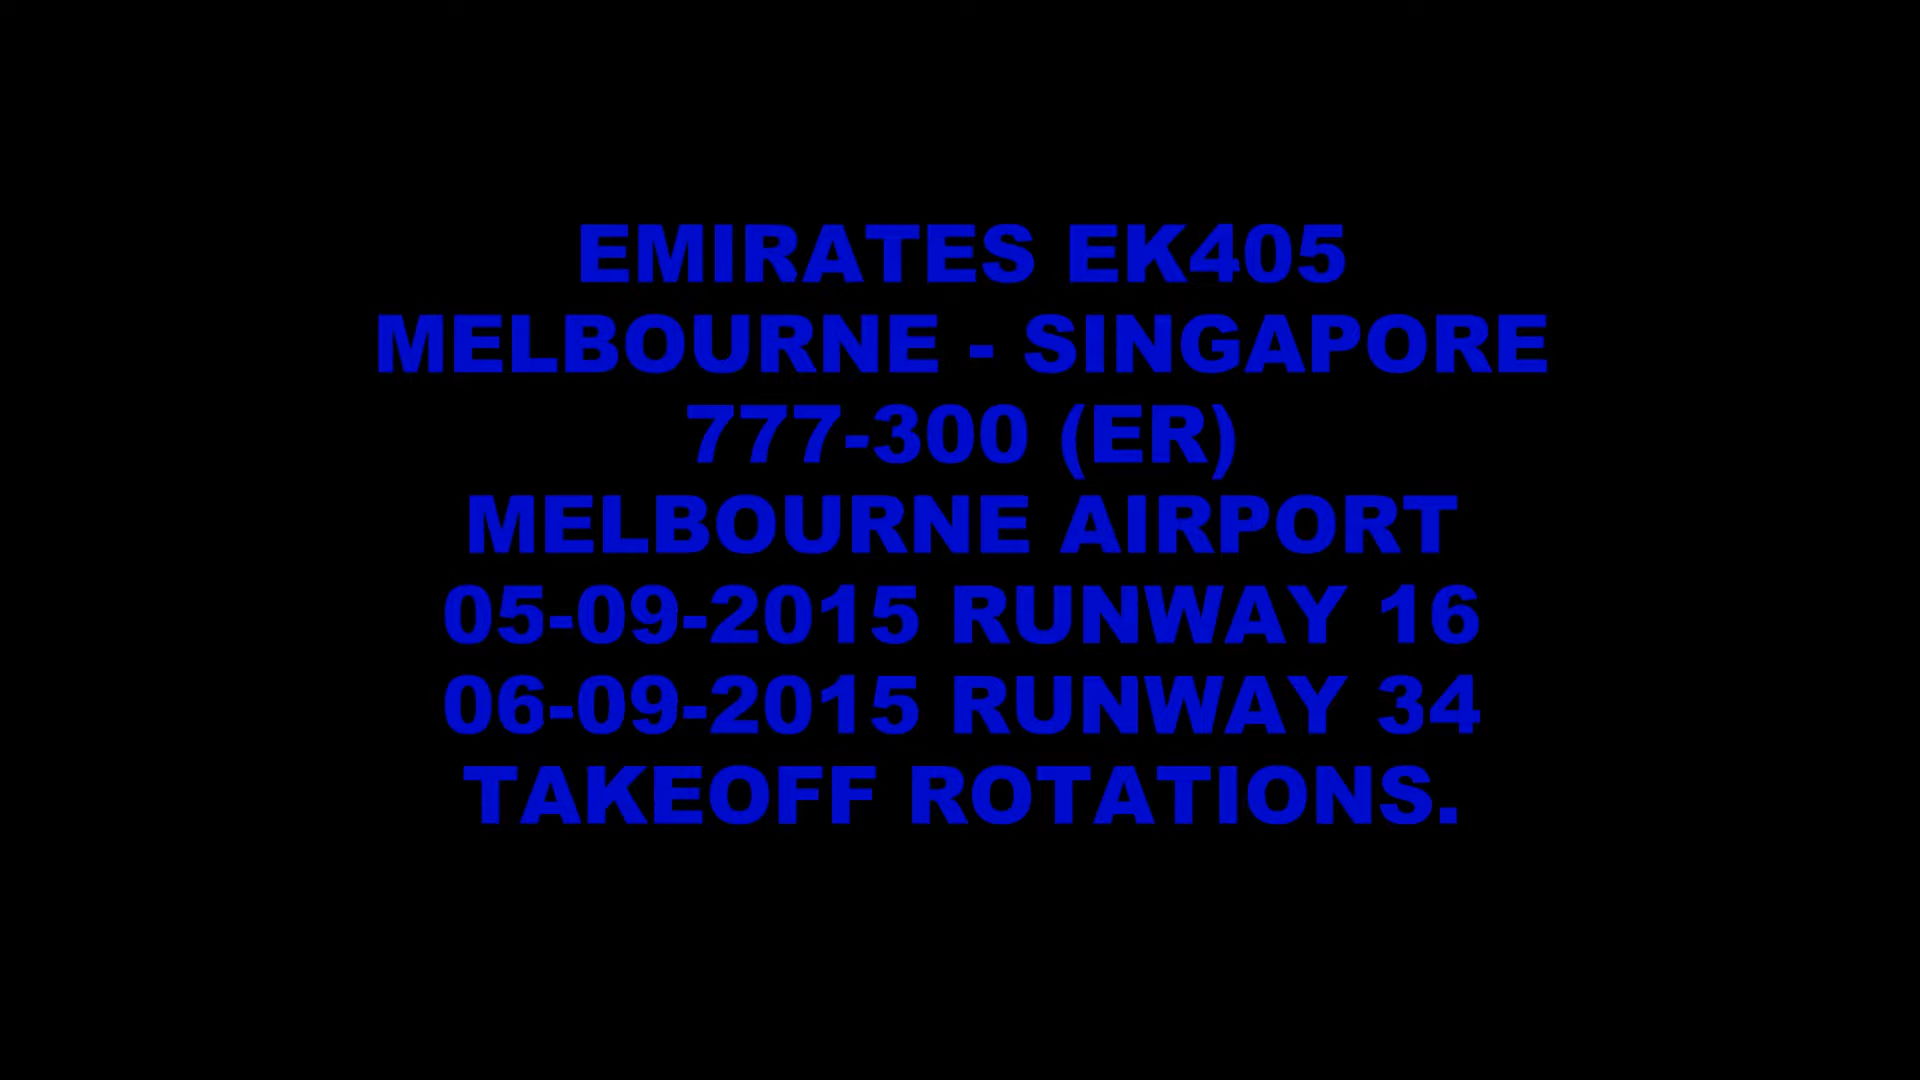 EMIRATES EK405
MELBOURNE - SINGAPORE
777-300 (ER)
MELBOURNE AIRPORT
05-09-2015 RUNWAY 16
06-09-2015 RUNWAY 34
TAKEOFF ROTATIONS.